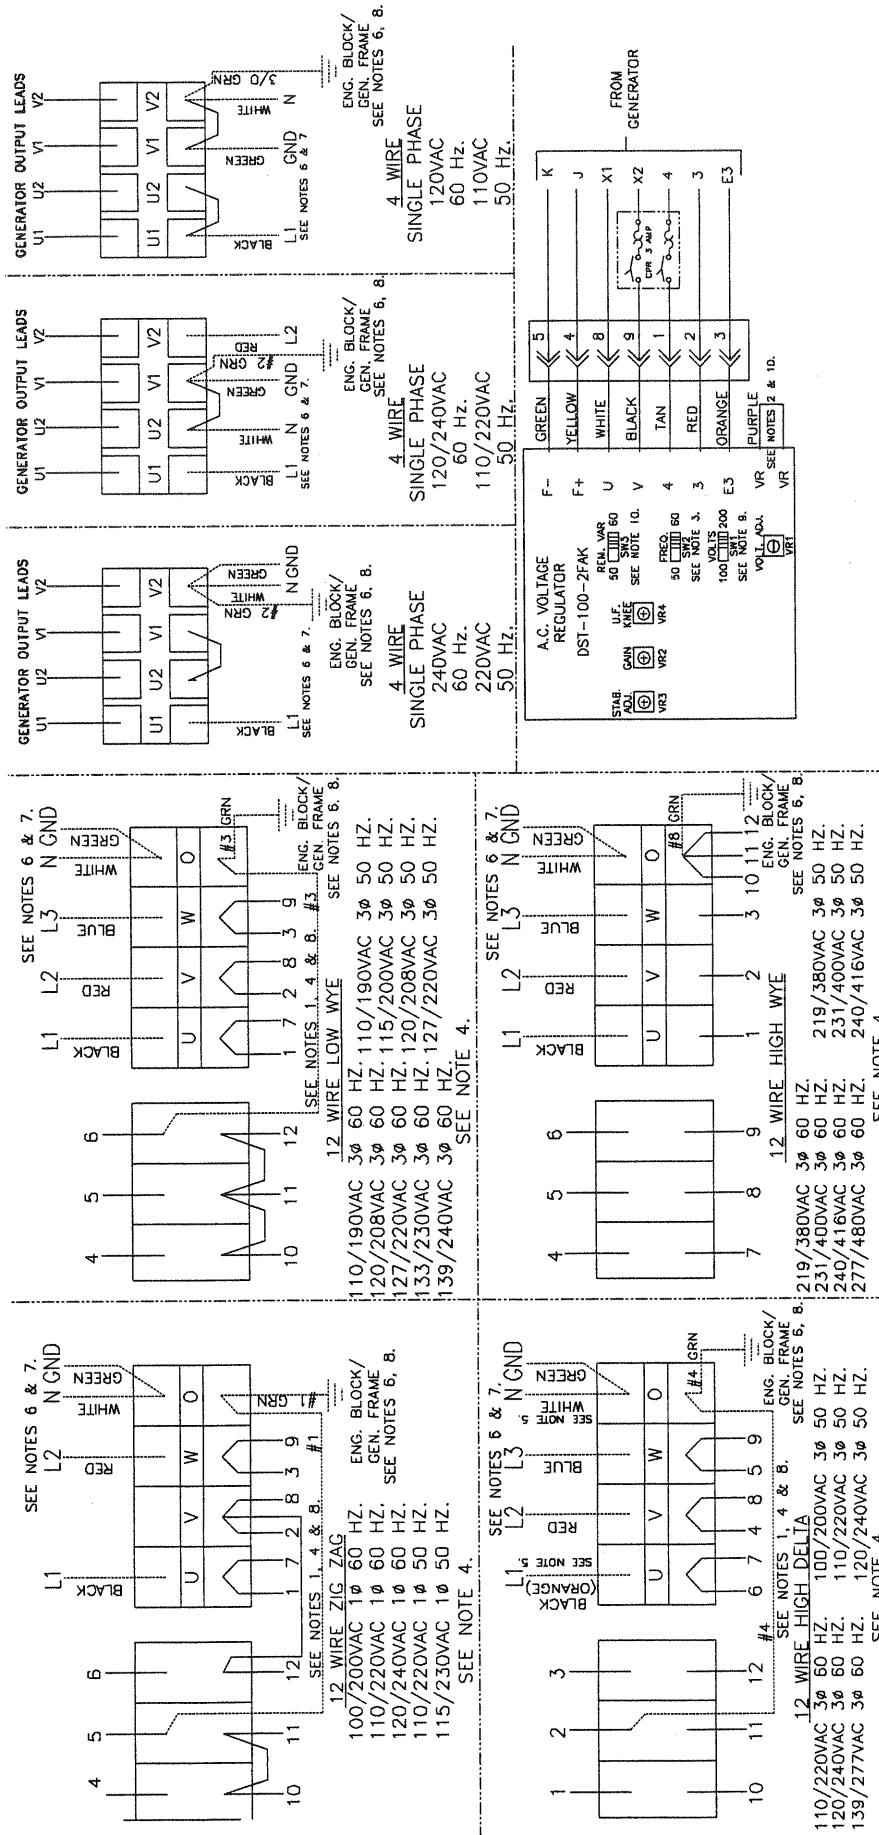 GENERATOR OUTPUT LEADS
U1 U2 V1 V2
U1 U2 V1 V2
BLACK GREEN WHITE 3/0 GRN
L1 GND N
SEE NOTES 6 & 7
ENG. BLOCK/
GEN. FRAME
SEE NOTES 6, 8.
4 WIRE
SINGLE PHASE
120VAC
60 Hz.
110VAC
50 Hz.
GENERATOR OUTPUT LEADS
U1 U2 V1 V2
U1 U2 V1 V2
BLACK WHITE GREEN #2 GRN RED
L1 N GND L2
SEE NOTES 6 & 7.
ENG. BLOCK/
GEN. FRAME
SEE NOTES 6, 8.
4 WIRE
SINGLE PHASE
120/240VAC
60 Hz.
110/220VAC
50 Hz.
GENERATOR OUTPUT LEADS
U1 U2 V1 V2
U1 U2 V1 V2
BLACK #2 GRN WHITE GREEN
L1 N GND
SEE NOTES 6 & 7.
ENG. BLOCK/
GEN. FRAME
SEE NOTES 6, 8.
4 WIRE
SINGLE PHASE
240VAC
60 Hz.
220VAC
50 Hz.
A.C. VOLTAGE
REGULATOR
DST-100-2FAK
STAB. ADJ. VR3
GAIN VR2
U.F. KNEE VR4
REM. VAR
50 60
SW3
SEE NOTE 10.
FREQ.
50 60
SW2
SEE NOTE 3.
VOLTS
100 200
SW1
SEE NOTE 9.
VOLT. ADJ.
VR1
F- GREEN 5 K
F+ YELLOW 4 J
U WHITE 8 X1
V BLACK 9 X2
4 TAN 1 4
3 RED 2 3
E3 ORANGE 3 E3
VR PURPLE
VR
SEE NOTES 2 & 10.
CPR 3 AMP
FROM
GENERATOR
SEE NOTES 6 & 7.
L1 L2 L3 N GND
BLACK RED BLUE WHITE GREEN
U V W O
4 5 6
10 11 12
1 7 2 8 3 9
#3 GRN
#3
SEE NOTES 1, 4 & 8.
ENG. BLOCK/
GEN. FRAME
SEE NOTES 6, 8.
12 WIRE LOW WYE
110/190VAC 3Ø 60 HZ. 110/190VAC 3Ø 50 HZ.
120/208VAC 3Ø 60 HZ. 115/200VAC 3Ø 50 HZ.
127/220VAC 3Ø 60 HZ. 120/208VAC 3Ø 50 HZ.
133/230VAC 3Ø 60 HZ. 127/220VAC 3Ø 50 HZ.
139/240VAC 3Ø 60 HZ.
SEE NOTE 4.
SEE NOTES 6 & 7.
L1 L2 L3 N GND
BLACK RED BLUE WHITE GREEN
U V W O
4 5 6
7 8 9
1 2 3 10 11 12
#8 GRN
ENG. BLOCK/
GEN. FRAME
SEE NOTES 6, 8.
12 WIRE HIGH WYE
219/380VAC 3Ø 60 HZ. 219/380VAC 3Ø 50 HZ.
231/400VAC 3Ø 60 HZ. 231/400VAC 3Ø 50 HZ.
240/416VAC 3Ø 60 HZ. 240/416VAC 3Ø 50 HZ.
277/480VAC 3Ø 60 HZ.
SEE NOTE 4.
SEE NOTES 6 & 7.
L1 L2 N GND
BLACK RED WHITE GREEN
U V W O
4 5 6
10 11 12
1 7 2 8 3 9
#1 GRN
#1
SEE NOTES 1, 4 & 8.
ENG. BLOCK/
GEN. FRAME
SEE NOTES 6, 8.
12 WIRE ZIG ZAG
100/200VAC 1Ø 60 HZ.
110/220VAC 1Ø 60 HZ.
120/240VAC 1Ø 60 HZ.
110/220VAC 1Ø 50 HZ.
115/230VAC 1Ø 50 HZ.
SEE NOTE 4.
SEE NOTES 6 & 7.
L1 L2 L3 N GND
BLACK (ORANGE) SEE NOTE 5. RED BLUE WHITE SEE NOTE 5. GREEN
U V W O
1 2 3
10 11 12
6 7 4 8 5 9
#4 GRN
#4
SEE NOTES 1, 4 & 8.
ENG. BLOCK/
GEN. FRAME
SEE NOTES 6, 8.
12 WIRE HIGH DELTA
110/220VAC 3Ø 60 HZ. 100/200VAC 3Ø 50 HZ.
120/240VAC 3Ø 60 HZ. 110/220VAC 3Ø 50 HZ.
139/277VAC 3Ø 60 HZ. 120/240VAC 3Ø 50 HZ.
SEE NOTE 4.